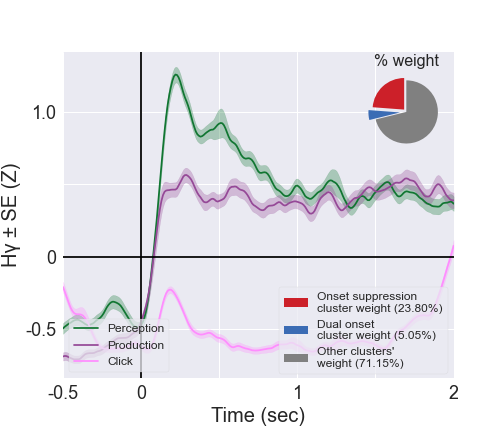 % weight
1.0
0
-0.5
Hγ ± SE (Z)
Perception
Production
Click
Onset suppression
cluster weight (23.80%)
Dual onset
cluster weight (5.05%)
Other clusters'
weight (71.15%)
-0.5
0
1
2
Time (sec)